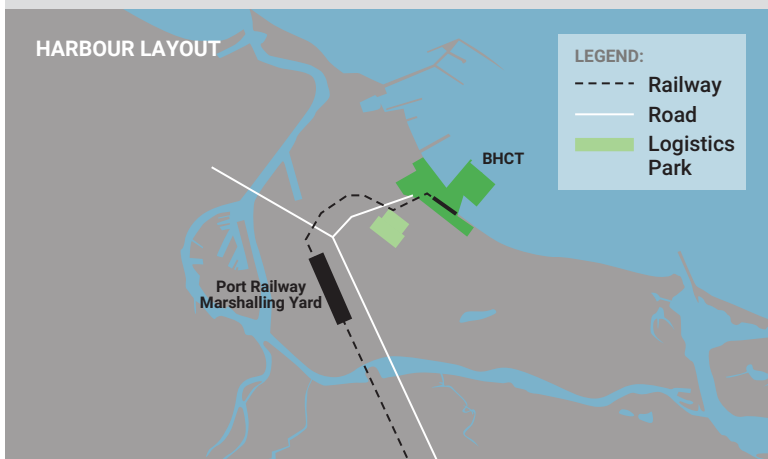 HARBOUR LAYOUT
LEGEND:
Railway
Road
Logistics
Park
BHCT
Port Railway
Marshalling Yard